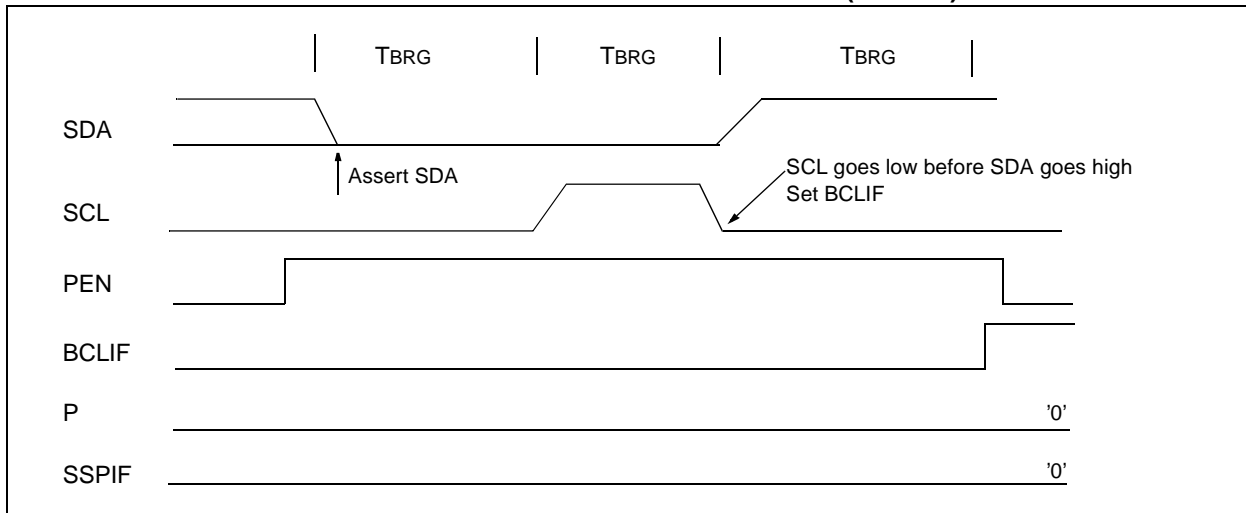 TBRG TBRG TBRG
SDA
Assert SDA
SCL goes low before SDA goes high
Set BCLIF
SCL
PEN
BCLIF
P
'0'
SSPIF
'0'